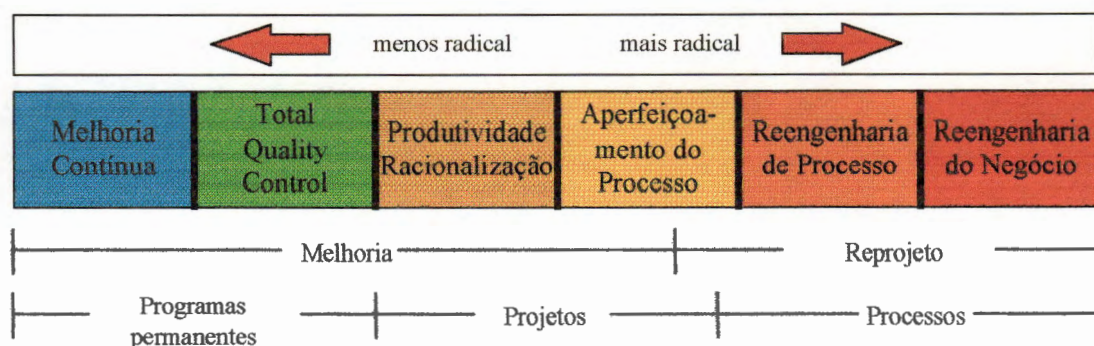 menos radical
mais radical
Melhoria
Contínua
Total
Quality
Control
Produtividade
Racionalização
Aperfeiçoa-
mento do
Processo
Reengenharia
de Processo
Reengenharia
do Negócio
Melhoria
Reprojeto
Programas
permanentes
Projetos
Processos